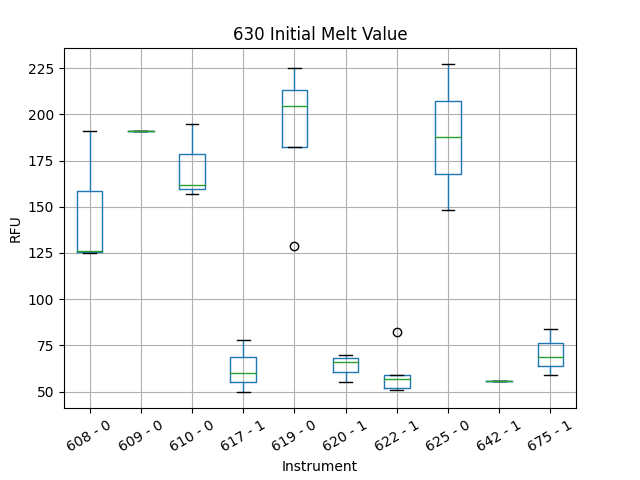 630 Initial Melt Value
225
200
175
150
125
100
75
50
RFU
608 - 0
609 - 0
610 - 0
617 - 1
619 - 0
620 - 1
622 - 1
625 - 0
642 - 1
675 - 1
Instrument